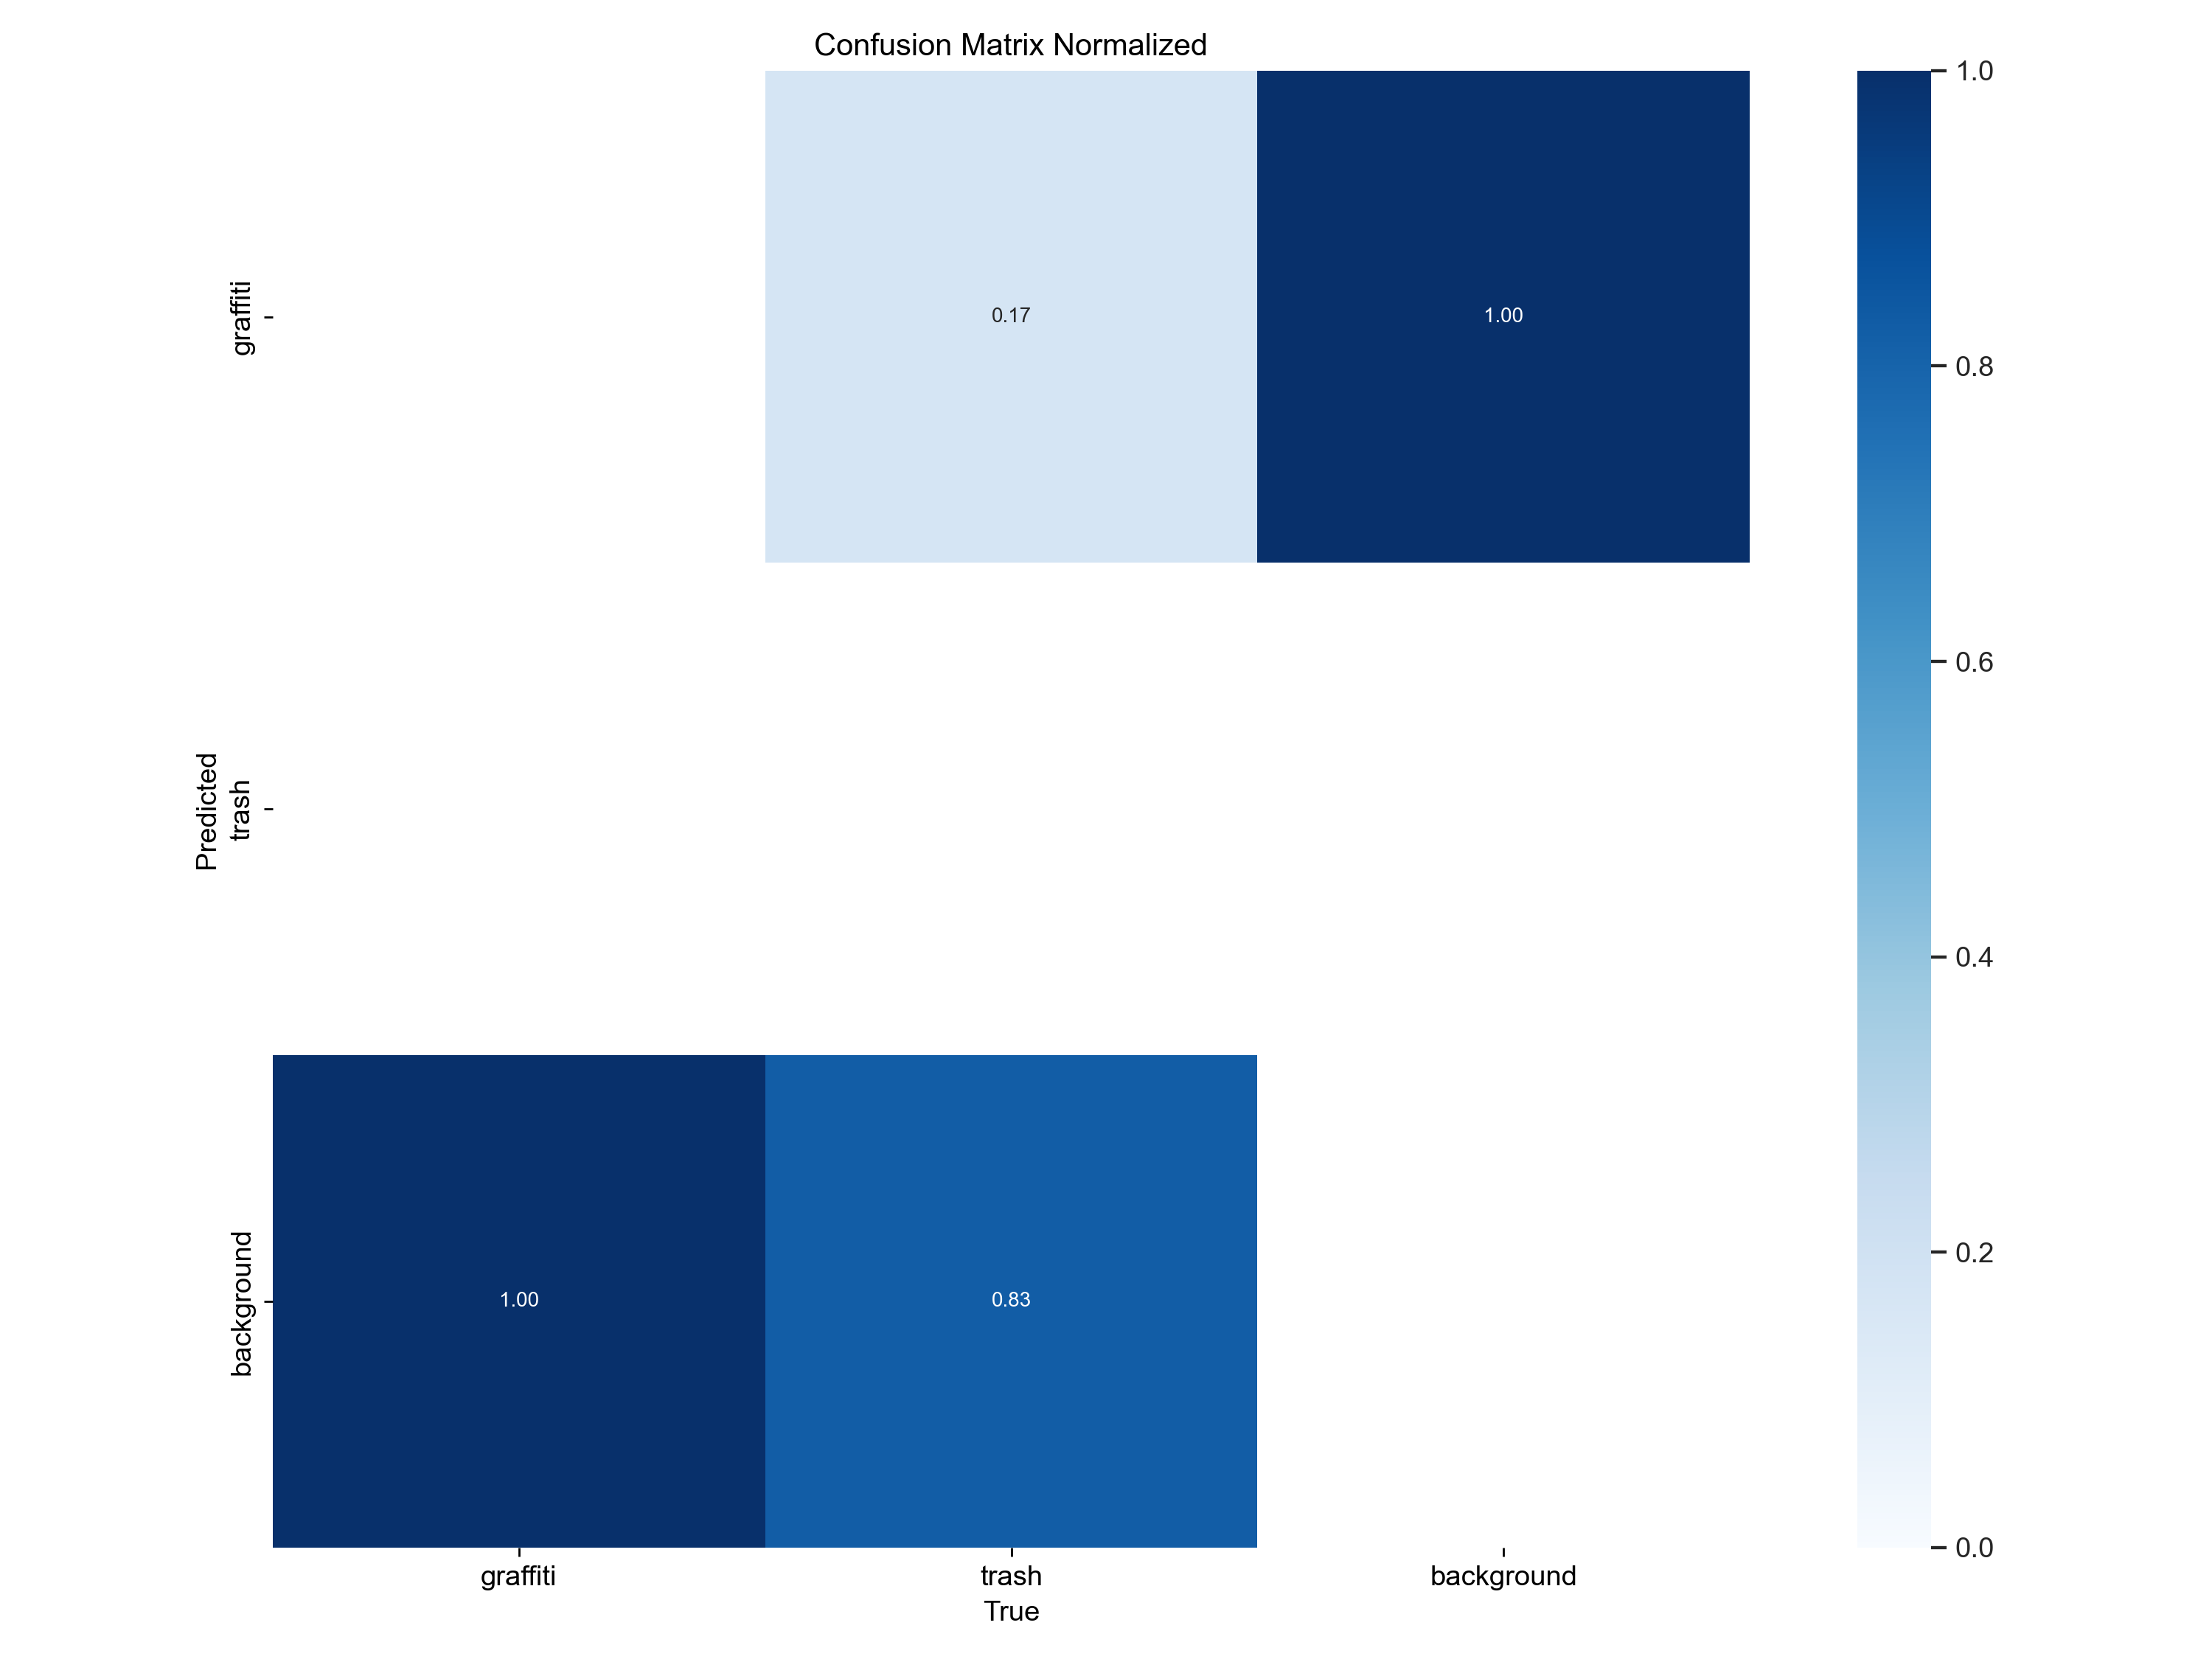 Confusion Matrix Normalized
graffiti
trash
background
Predicted
0.17
1.00
1.00
0.83
graffiti
trash
background
True
1.0
0.8
0.6
0.4
0.2
0.0